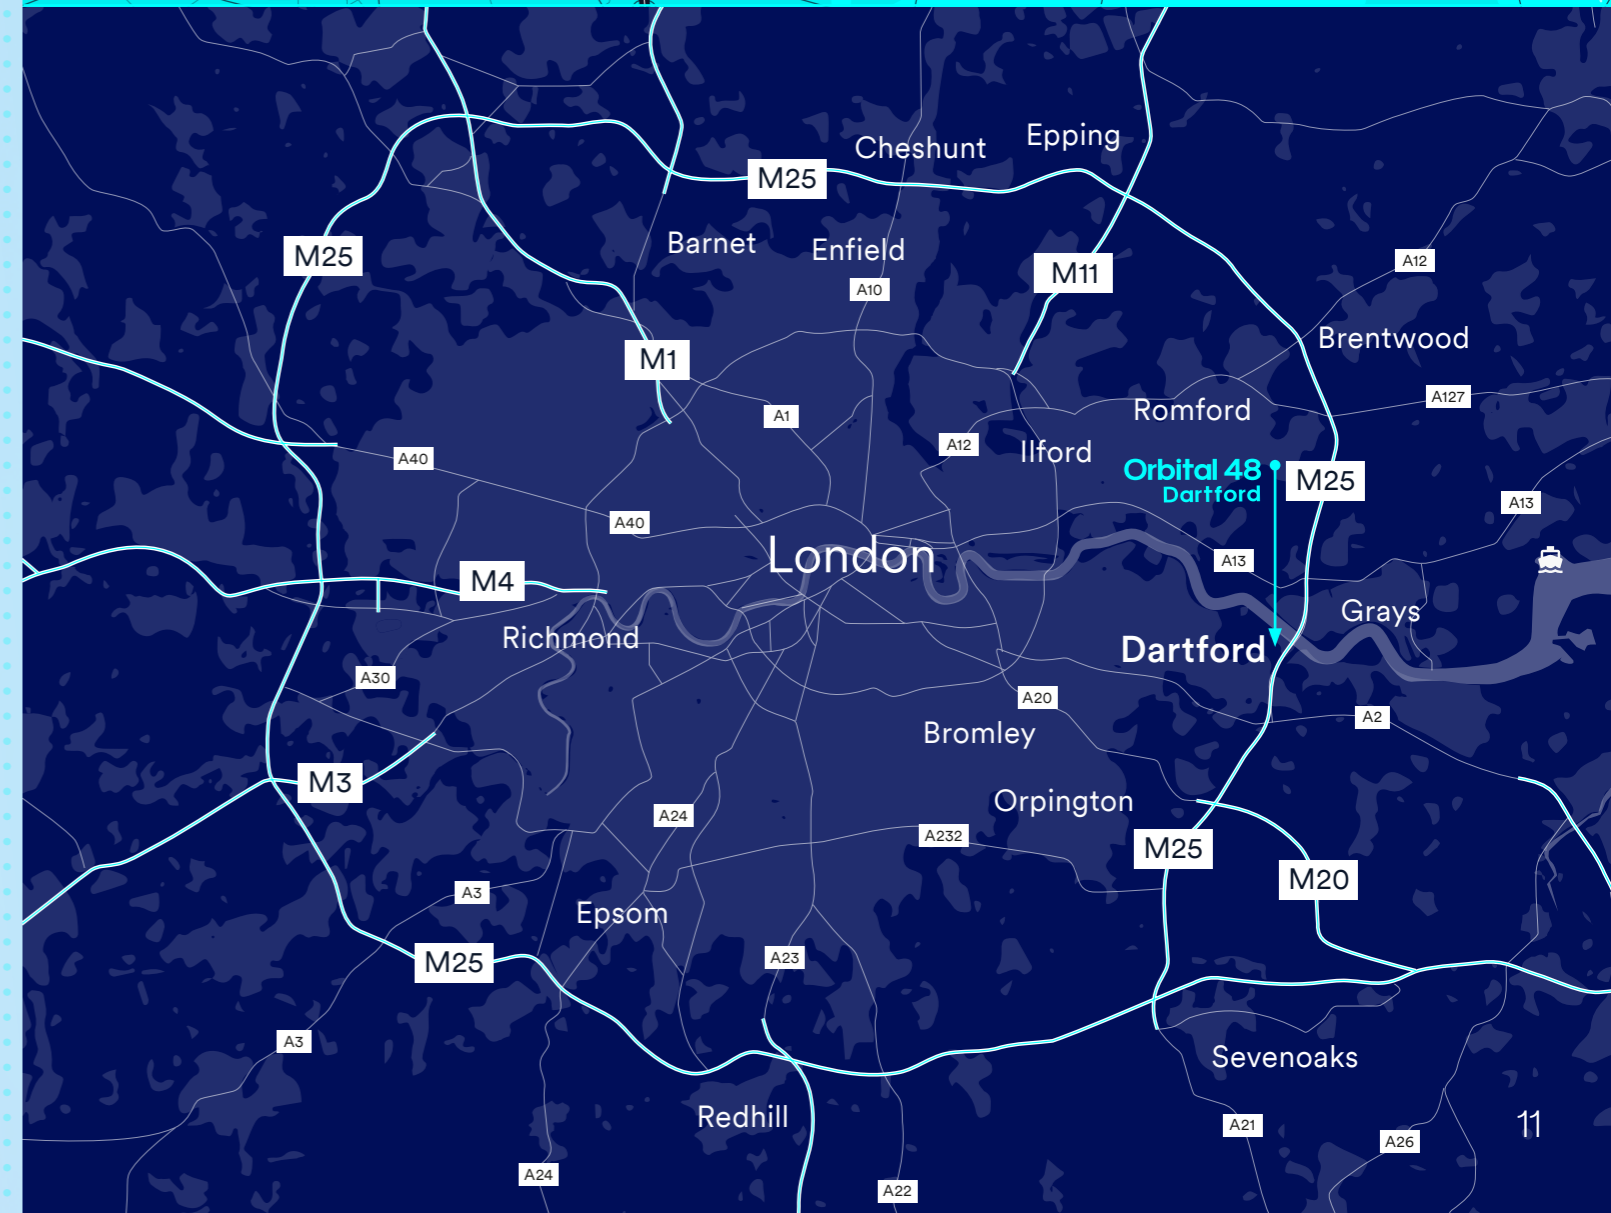 Cheshunt
Epping
M25
Barnet
Enfield
M25
M11
A12
A10
Brentwood
M1
A127
A1
Romford
A12
Ilford
A40
Orbital 48
Dartford
M25
A13
A40
London
A13
M4
Grays
Richmond
Dartford
A30
A20
A2
Bromley
M3
Orpington
A24
A232
M25
M20
A3
Epsom
A23
M25
A3
Sevenoaks
Redhill
11
A21
A26
A24
A22